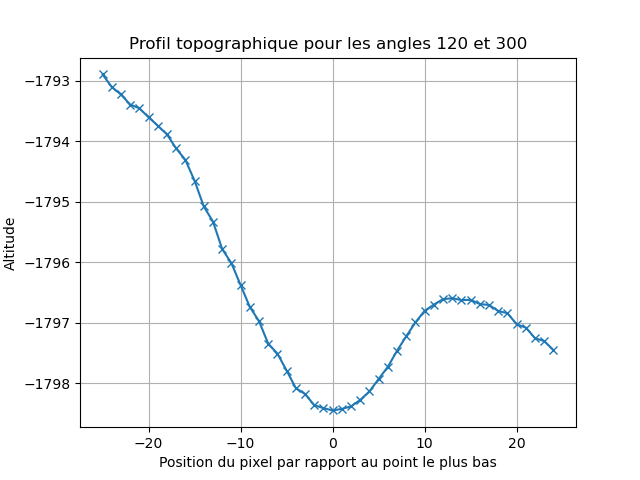 Profil topographique pour les angles 120 et 300
Altitude
−1793
−1794
−1795
−1796
−1797
−1798
−20 −10 0 10 20
Position du pixel par rapport au point le plus bas